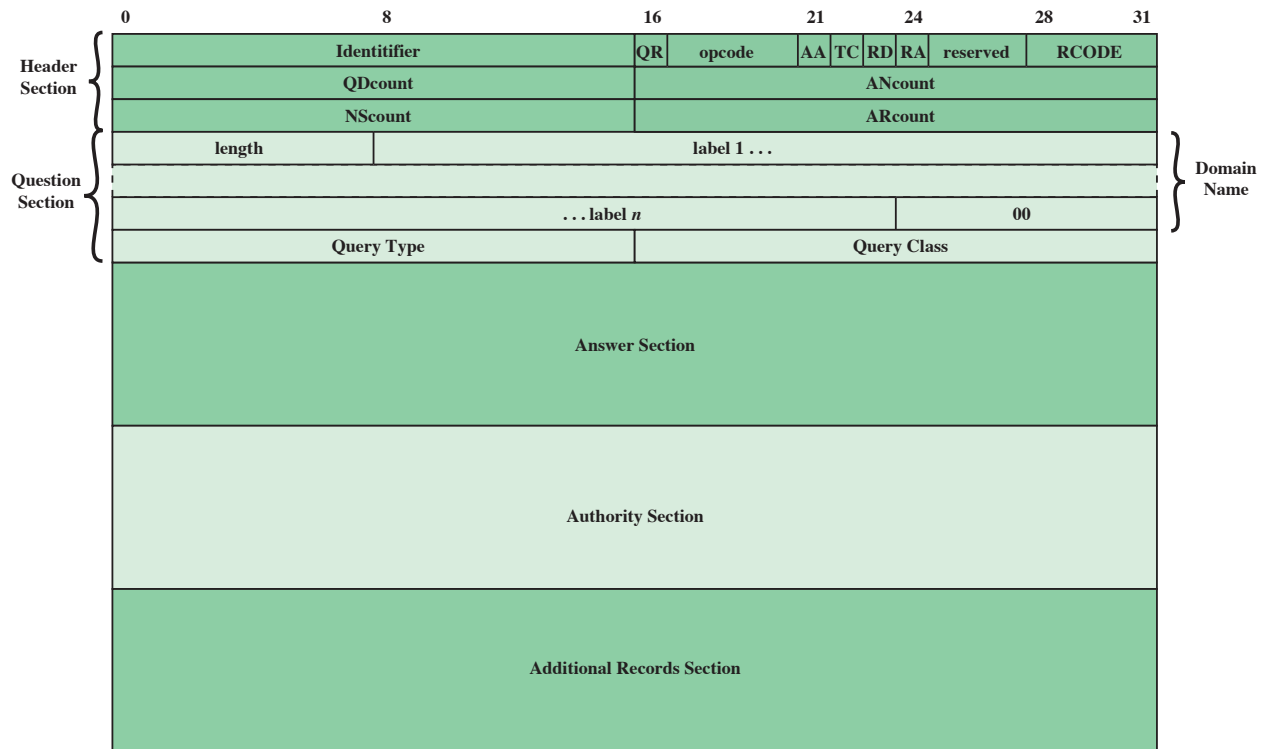 0 8 16 21 24 28 31
Header
Section
Identitifier QR opcode AA TC RD RA reserved RCODE
QDcount ANcount
NScount ARcount
Question
Section
length label 1 . . .
. . . label n 00
Query Type Query Class
Domain
Name
Answer Section
Authority Section
Additional Records Section